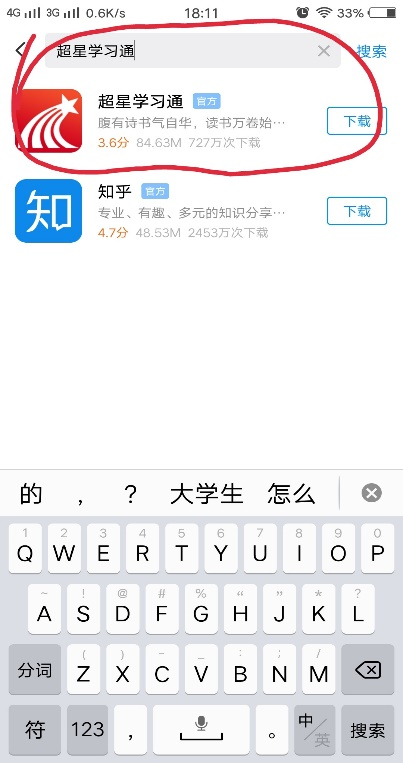 4G 3G 0.6K/s 18:11 33%
超星学习通 搜索
超星学习通 官方
腹有诗书气自华，读书万卷始…
3.6分 84.63M 727万次下载
下载
知
知乎 官方
专业、有趣、多元的知识分享…
4.7分 48.53M 2453万次下载
下载
的 ， ？ 大学生 怎么
1 2 3 4 5 6 7 8 9 0
Q W E R T Y U I O P
~ ! @ # % “ ” * ?
A S D F G H J K L
( ) - _ : ; /
分词 Z X C V B N M
符 123 ， 。 中/英 搜索